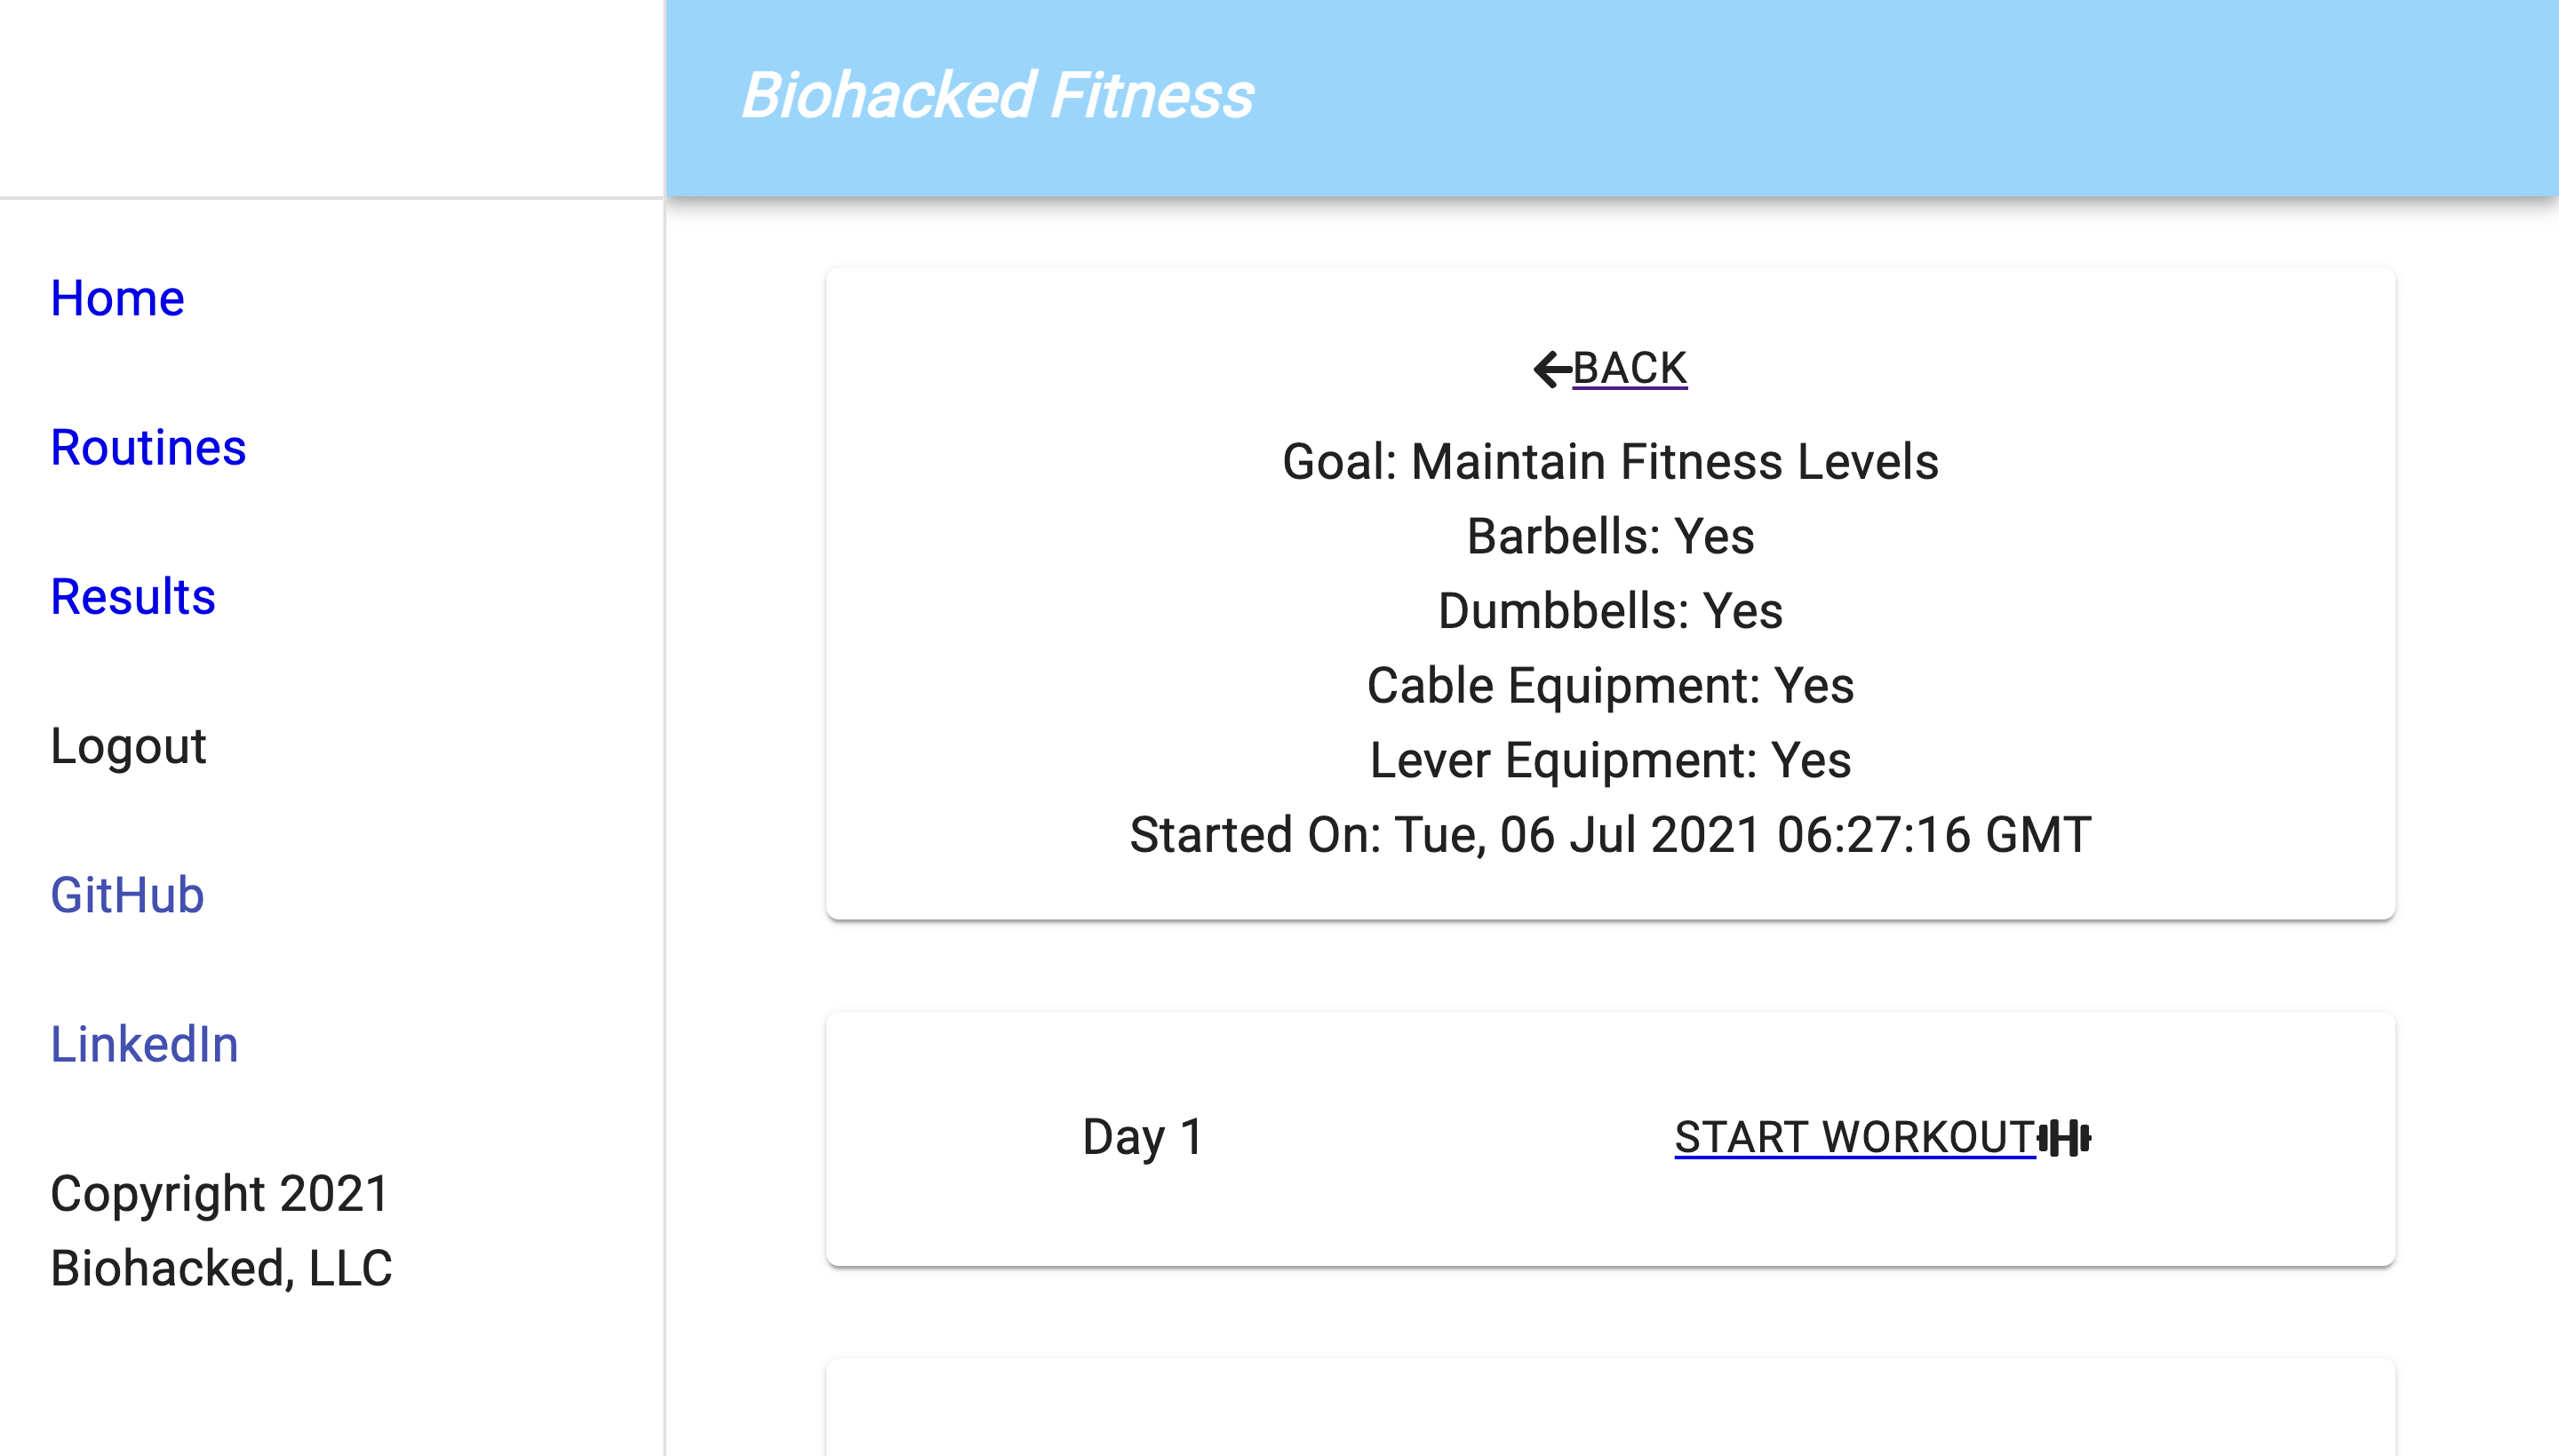 Biohacked Fitness
Home
Routines
Results
Logout
GitHub
LinkedIn
Copyright 2021
Biohacked, LLC
BACK
Goal: Maintain Fitness Levels
Barbells: Yes
Dumbbells: Yes
Cable Equipment: Yes
Lever Equipment: Yes
Started On: Tue, 06 Jul 2021 06:27:16 GMT
Day 1
START WORKOUT